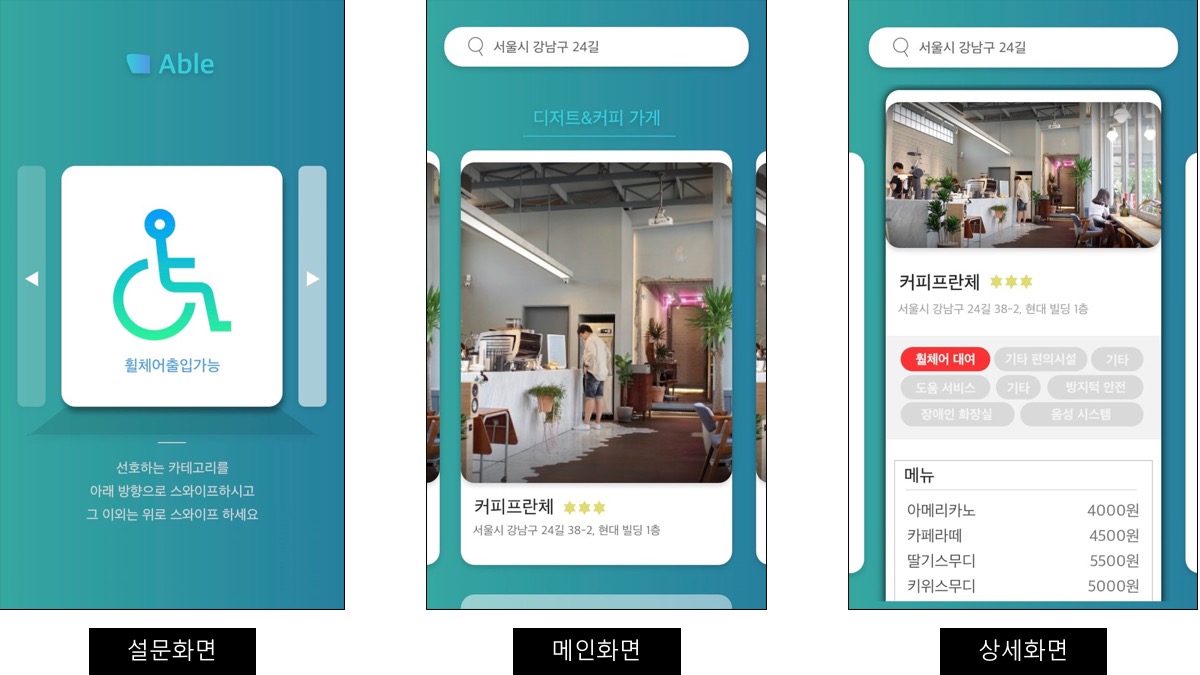 Able
휠체어출입가능
선호하는 카테고리를
아래 방향으로 스와이프하시고
그 이외는 위로 스와이프 하세요
설문화면
서울시 강남구 24길
디저트&커피 가게
커피프란체
서울시 강남구 24길 38-2, 현대 빌딩 1층
메인화면
서울시 강남구 24길
커피프란체
서울시 강남구 24길 38-2, 현대 빌딩 1층
휠체어 대여 기타 편의시설 기타
도움 서비스 기타 방지턱 안전
장애인 화장실 음성 시스템
메뉴
아메리카노 4000원
카페라떼 4500원
딸기스무디 5500원
키위스무디 5000원
상세화면